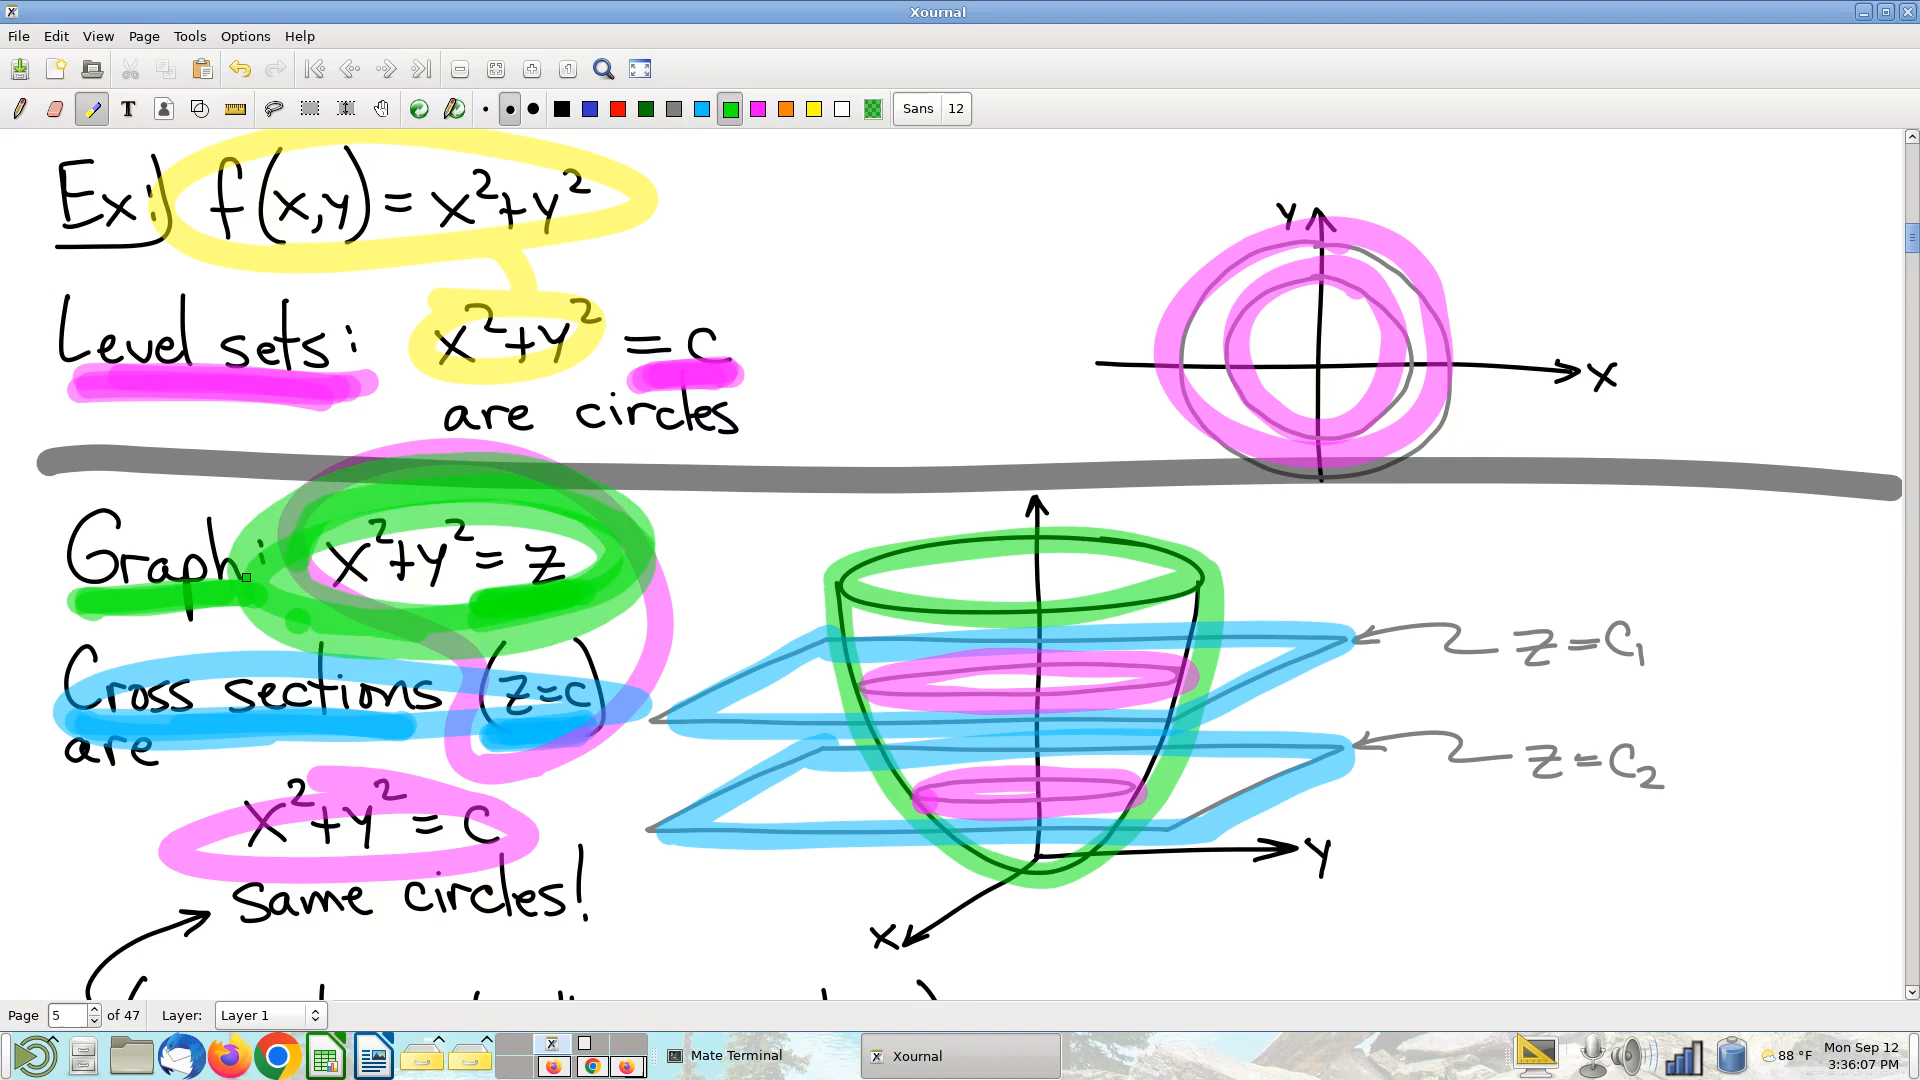 Xournal
File Edit View Page Tools Options Help
Sans 12
Ex:) f(x,y) = x²+y²
Level sets: x²+y² = c
are circles
y
x
Graph: x²+y² = z
Cross sections (z=c)
are
x²+y² = c
same circles!
z=c₁
z=c₂
y
x
Page 5 of 47 Layer: Layer 1
Mate Terminal
Xournal
88 °F
Mon Sep 12
3:36:07 PM